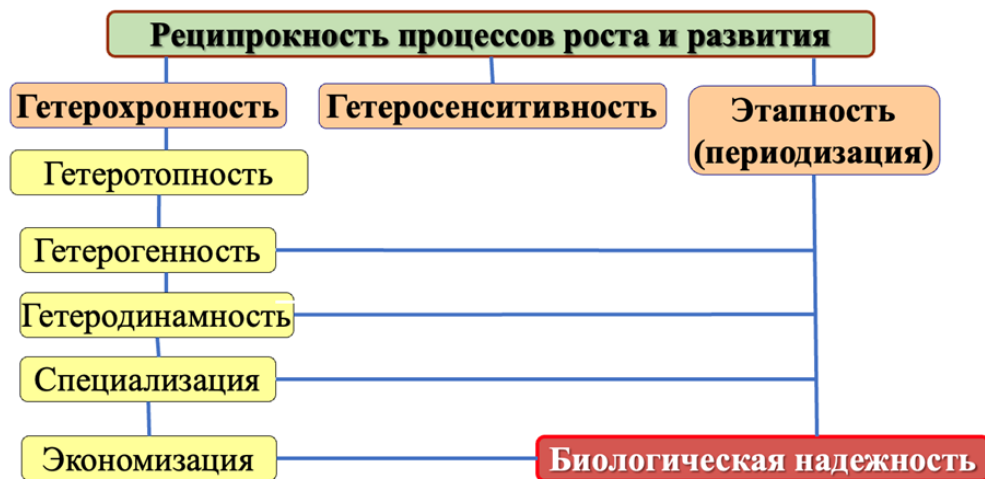 Реципрокность процессов роста и развития
Гетерохронность
Гетеросенситивность
Этапность
(периодизация)
Гетеротопность
Гетерогенность
Гетеродинамность
Специализация
Экономизация
Биологическая надежность